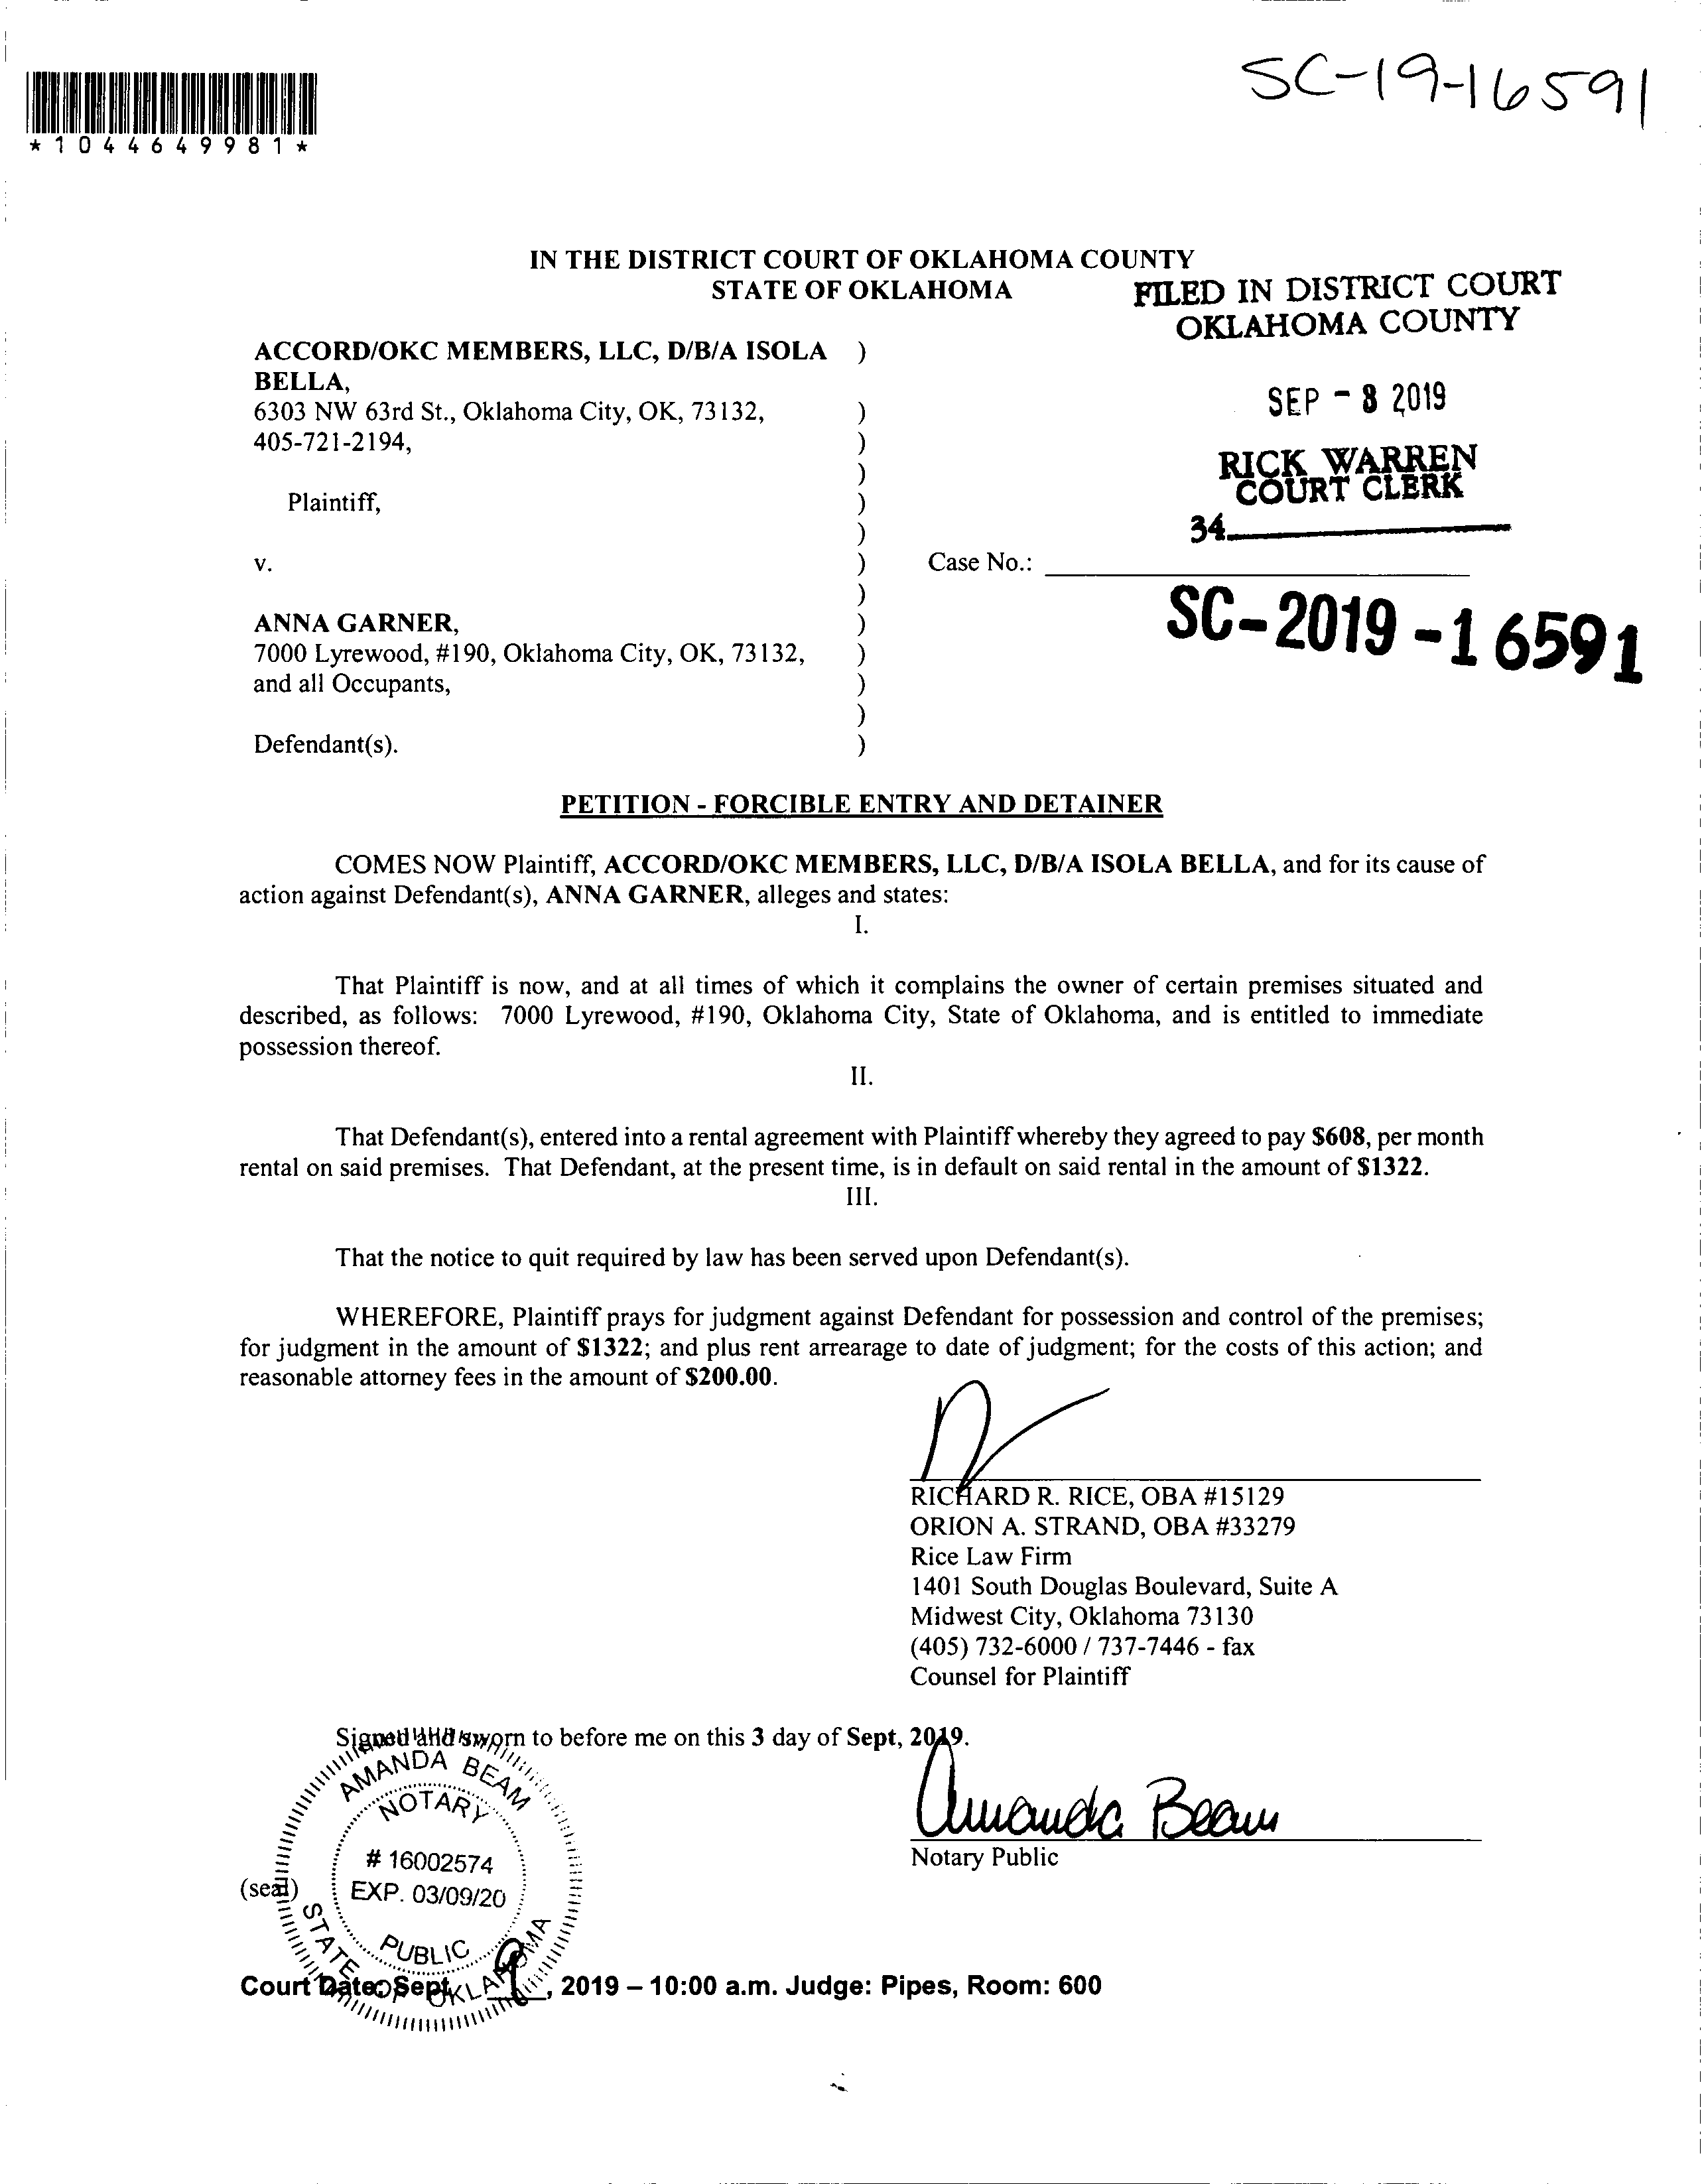 SC-19-16591
*1044649981*
IN THE DISTRICT COURT OF OKLAHOMA COUNTY
STATE OF OKLAHOMA
FILED IN DISTRICT COURT
OKLAHOMA COUNTY
SEP - 8 2019
RICK WARREN
COURT CLERK
34
ACCORD/OKC MEMBERS, LLC, D/B/A ISOLA )
BELLA,
6303 NW 63rd St., Oklahoma City, OK, 73132, )
405-721-2194, )
)
Plaintiff, )
)
v. ) Case No.:
)
SC-2019-16591
ANNA GARNER, )
7000 Lyrewood, #190, Oklahoma City, OK, 73132, )
and all Occupants, )
)
Defendant(s). )
PETITION - FORCIBLE ENTRY AND DETAINER
COMES NOW Plaintiff, ACCORD/OKC MEMBERS, LLC, D/B/A ISOLA BELLA, and for its cause of
action against Defendant(s), ANNA GARNER, alleges and states:
I.
That Plaintiff is now, and at all times of which it complains the owner of certain premises situated and
described, as follows: 7000 Lyrewood, #190, Oklahoma City, State of Oklahoma, and is entitled to immediate
possession thereof.
II.
That Defendant(s), entered into a rental agreement with Plaintiff whereby they agreed to pay $608, per month
rental on said premises. That Defendant, at the present time, is in default on said rental in the amount of $1322.
III.
That the notice to quit required by law has been served upon Defendant(s).
WHEREFORE, Plaintiff prays for judgment against Defendant for possession and control of the premises;
for judgment in the amount of $1322; and plus rent arrearage to date of judgment; for the costs of this action; and
reasonable attorney fees in the amount of $200.00.
RICHARD R. RICE, OBA #15129
ORION A. STRAND, OBA #33279
Rice Law Firm
1401 South Douglas Boulevard, Suite A
Midwest City, Oklahoma 73130
(405) 732-6000 / 737-7446 - fax
Counsel for Plaintiff
Signed and sworn to before me on this 3 day of Sept, 2019.
AMANDA BEAM
NOTARY
# 16002574
EXP. 03/09/20
PUBLIC
STATE OF OKLAHOMA
Amanda Beam
Notary Public
(seal)
Court Date: Sept. 9, 2019 – 10:00 a.m. Judge: Pipes, Room: 600